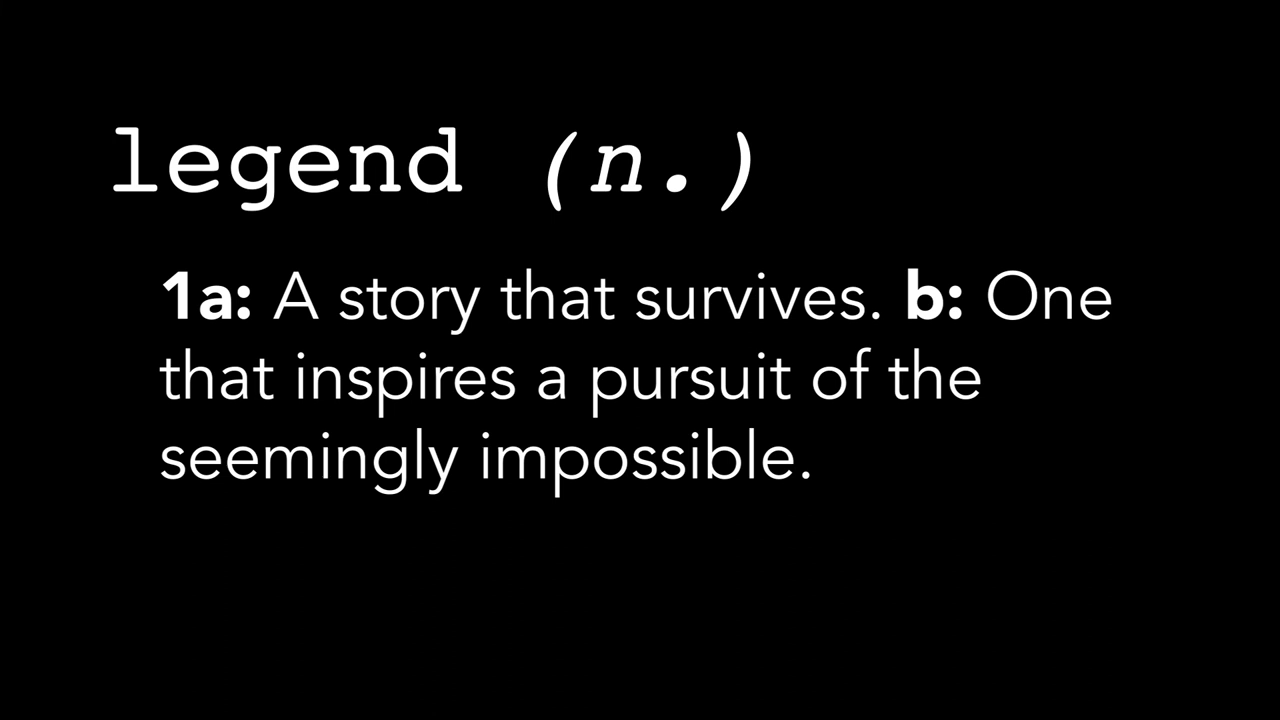 legend (n.)
1a: A story that survives. b: One
that inspires a pursuit of the
seemingly impossible.